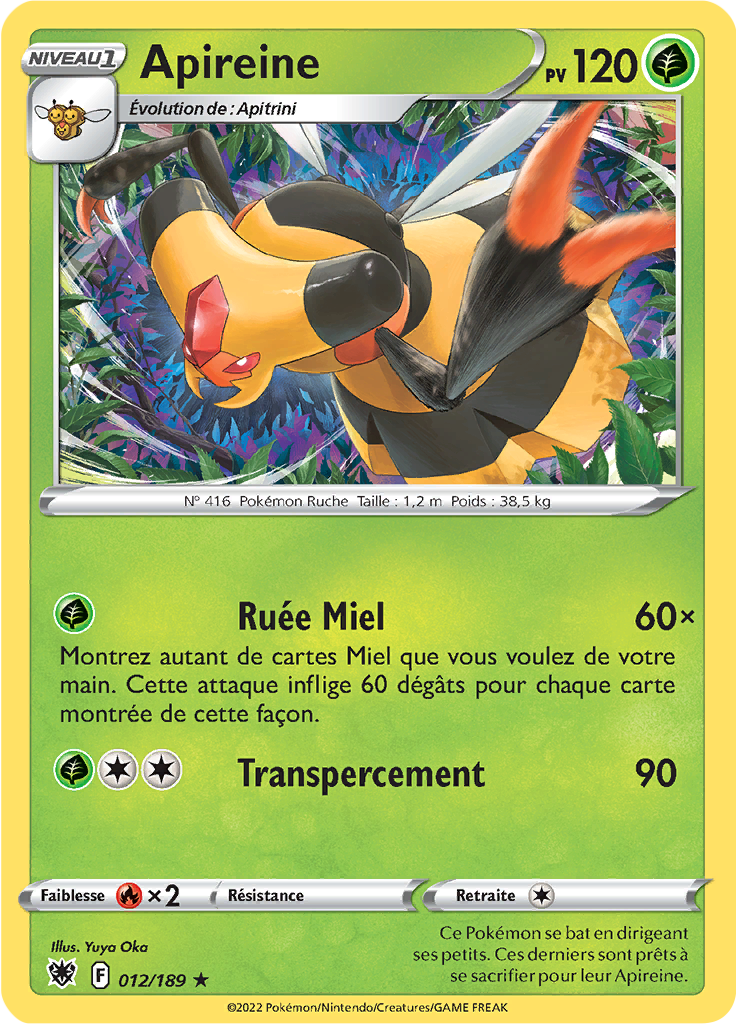 NIVEAU 1
Apireine
PV 120
Évolution de : Apitrini
N° 416 Pokémon Ruche Taille : 1,2 m Poids : 38,5 kg
Ruée Miel 60×
Montrez autant de cartes Miel que vous voulez de votre
main. Cette attaque inflige 60 dégâts pour chaque carte
montrée de cette façon.
Transpercement 90
Faiblesse ×2 Résistance Retraite
Illus. Yuya Oka
F 012/189 ★
Ce Pokémon se bat en dirigeant
ses petits. Ces derniers sont prêts à
se sacrifier pour leur Apireine.
©2022 Pokémon/Nintendo/Creatures/GAME FREAK